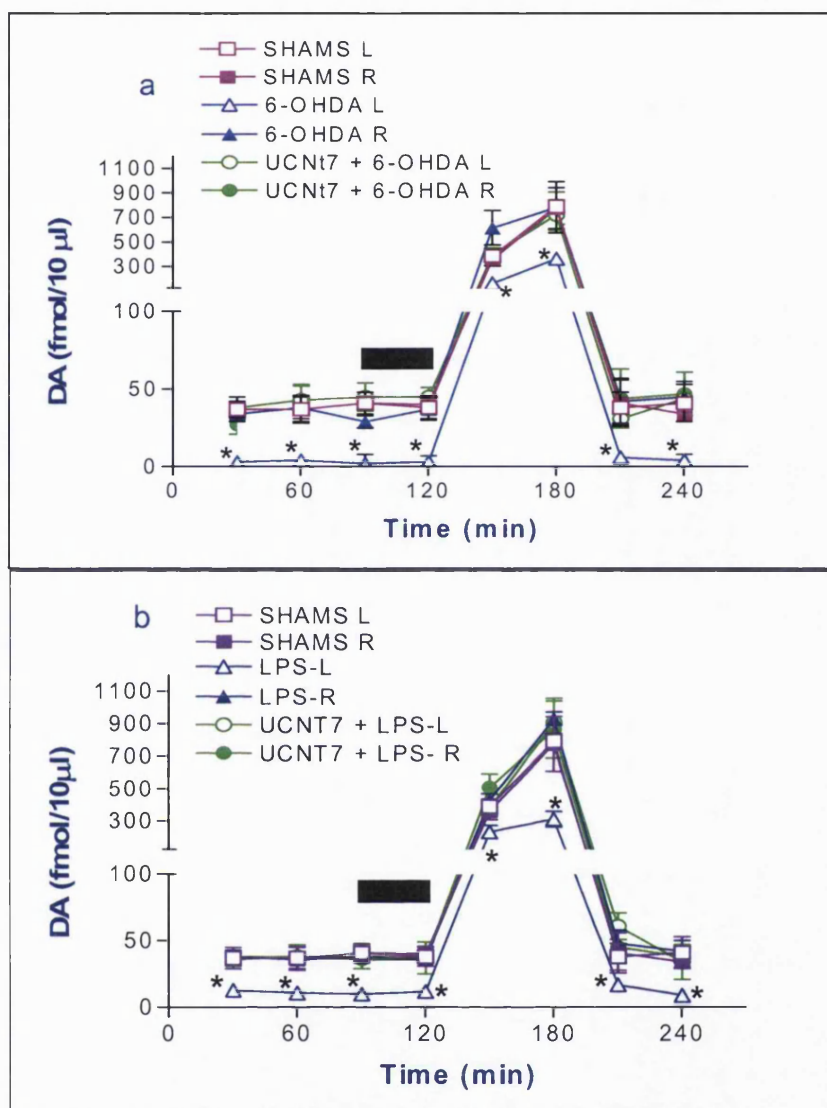 a
SHAMS L
SHAMS R
6-OHDA L
6-OHDA R
UCNt7 + 6-OHDA L
UCNt7 + 6-OHDA R
1100
900
700
500
300
100
50
0
DA (fmol/10 µl)
*
*
*
*
*
*
*
*
0
60
120
180
240
Time (min)
b
SHAMS L
SHAMS R
LPS-L
LPS-R
UCNT7 + LPS-L
UCNT7 + LPS- R
1100
900
700
500
300
100
50
0
DA (fmol/10µl)
*
*
*
*
*
*
*
*
0
60
120
180
240
Time (min)